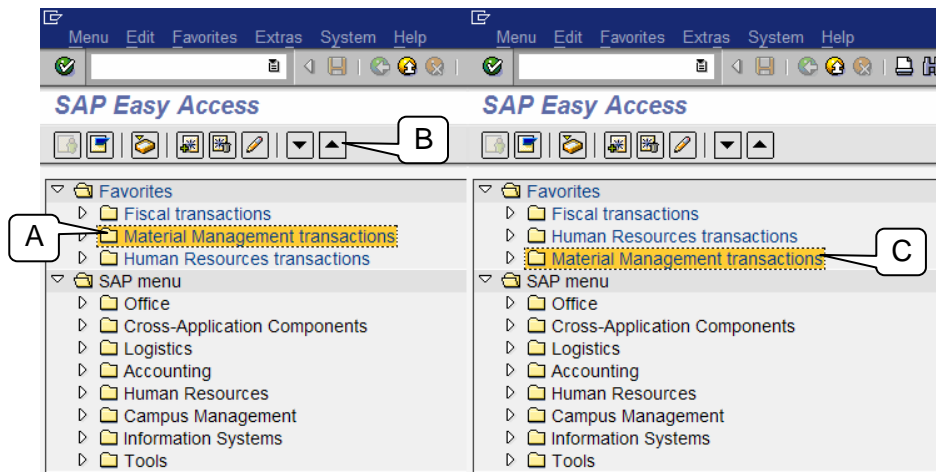 Menu Edit Favorites Extras System Help
SAP Easy Access
B
Favorites
Fiscal transactions
A
Material Management transactions
Human Resources transactions
SAP menu
Office
Cross-Application Components
Logistics
Accounting
Human Resources
Campus Management
Information Systems
Tools
Menu Edit Favorites Extras System Help
SAP Easy Access
Favorites
Fiscal transactions
Human Resources transactions
Material Management transactions
C
SAP menu
Office
Cross-Application Components
Logistics
Accounting
Human Resources
Campus Management
Information Systems
Tools